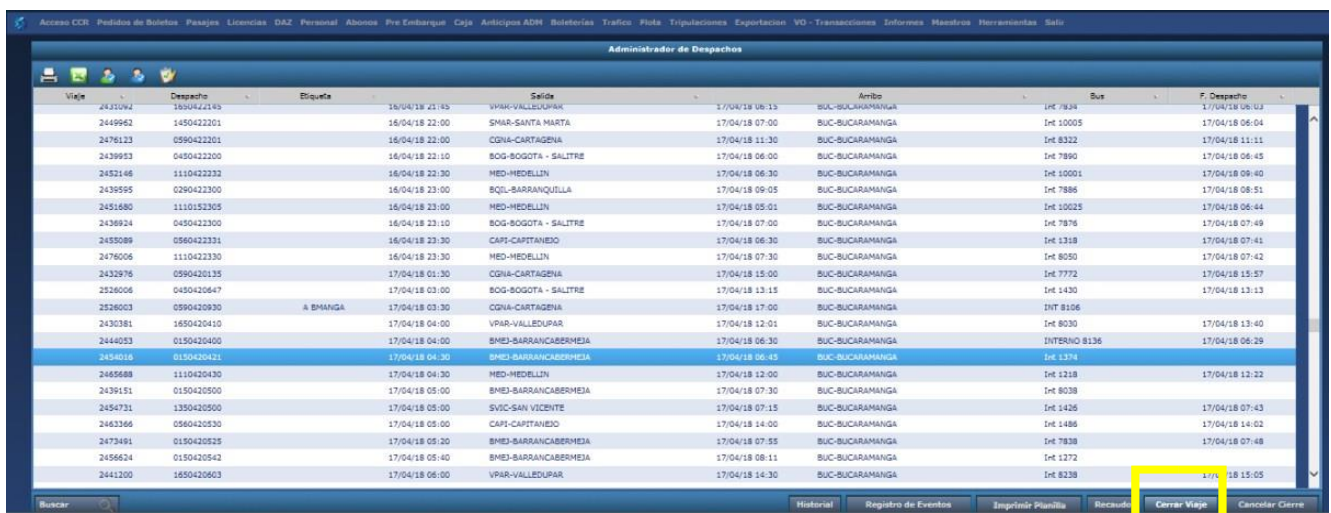 Acceso CCR Pedidos de Boletos Pasajes Licencias DAZ Personal Abonos Pre Embarque Caja Anticipos ADM Boleterías Trafico Flota Tripulaciones Exportacion VO - Transacciones Informes Maestros Herramientas Salir
Administrador de Despachos
Viaje Despacho Etiqueta Salida Arribo Bus F. Despacho
2431092 1650422145 16/04/18 21:45 VPAR-VALLEDUPAR 17/04/18 06:15 BUC-BUCARAMANGA Int 7834 17/04/18 06:03
2449962 1450422201 16/04/18 22:00 SMAR-SANTA MARTA 17/04/18 07:00 BUC-BUCARAMANGA Int 10005 17/04/18 06:04
2476123 0590422201 16/04/18 22:00 CGNA-CARTAGENA 17/04/18 11:30 BUC-BUCARAMANGA Int 8322 17/04/18 11:11
2439953 0450422200 16/04/18 22:10 BOG-BOGOTA - SALITRE 17/04/18 06:00 BUC-BUCARAMANGA Int 7890 17/04/18 06:45
2452146 1110422232 16/04/18 22:30 MED-MEDELLIN 17/04/18 06:30 BUC-BUCARAMANGA Int 10001 17/04/18 09:40
2439595 0290422300 16/04/18 23:00 BQIL-BARRANQUILLA 17/04/18 09:05 BUC-BUCARAMANGA Int 7886 17/04/18 08:51
2451680 1110152305 16/04/18 23:00 MED-MEDELLIN 17/04/18 05:01 BUC-BUCARAMANGA Int 10025 17/04/18 06:44
2436924 0450422300 16/04/18 23:10 BOG-BOGOTA - SALITRE 17/04/18 07:00 BUC-BUCARAMANGA Int 7876 17/04/18 07:49
2455089 0560422331 16/04/18 23:30 CAPI-CAPITANEJO 17/04/18 06:30 BUC-BUCARAMANGA Int 1318 17/04/18 07:41
2476006 1110422330 16/04/18 23:30 MED-MEDELLIN 17/04/18 07:30 BUC-BUCARAMANGA Int 8050 17/04/18 07:42
2432976 0590420135 17/04/18 01:30 CGNA-CARTAGENA 17/04/18 15:00 BUC-BUCARAMANGA Int 7772 17/04/18 15:57
2526006 0450420647 17/04/18 03:00 BOG-BOGOTA - SALITRE 17/04/18 13:15 BUC-BUCARAMANGA Int 1430 17/04/18 13:13
2526003 0590420930 A BMANGA 17/04/18 03:30 CGNA-CARTAGENA 17/04/18 17:00 BUC-BUCARAMANGA INT 8106
2430381 1650420410 17/04/18 04:00 VPAR-VALLEDUPAR 17/04/18 12:01 BUC-BUCARAMANGA Int 8030 17/04/18 13:40
2444053 0150420400 17/04/18 04:00 BMEJ-BARRANCABERMEJA 17/04/18 06:30 BUC-BUCARAMANGA INTERNO 8136 17/04/18 06:29
2454016 0150420421 17/04/18 04:30 BMEJ-BARRANCABERMEJA 17/04/18 06:45 BUC-BUCARAMANGA Int 1374
2465688 1110420430 17/04/18 04:30 MED-MEDELLIN 17/04/18 12:00 BUC-BUCARAMANGA Int 1218 17/04/18 12:22
2439151 0150420500 17/04/18 05:00 BMEJ-BARRANCABERMEJA 17/04/18 07:30 BUC-BUCARAMANGA Int 8038
2454731 1350420500 17/04/18 05:00 SVIC-SAN VICENTE 17/04/18 07:15 BUC-BUCARAMANGA Int 1426 17/04/18 07:43
2463366 0560420530 17/04/18 05:00 CAPI-CAPITANEJO 17/04/18 14:00 BUC-BUCARAMANGA Int 1486 17/04/18 14:02
2473491 0150420525 17/04/18 05:20 BMEJ-BARRANCABERMEJA 17/04/18 07:55 BUC-BUCARAMANGA Int 7838 17/04/18 07:48
2456624 0150420542 17/04/18 05:40 BMEJ-BARRANCABERMEJA 17/04/18 08:11 BUC-BUCARAMANGA Int 1272
2441200 1650420603 17/04/18 06:00 VPAR-VALLEDUPAR 17/04/18 14:30 BUC-BUCARAMANGA Int 8238 15:05
Buscar Historial Registro de Eventos Imprimir Planilla Recaudo Cerrar Viaje Cancelar Cierre